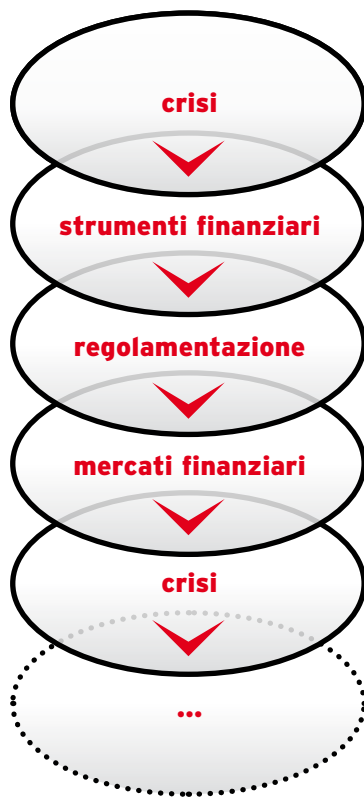 crisi
strumenti finanziari
regolamentazione
mercati finanziari
crisi
...